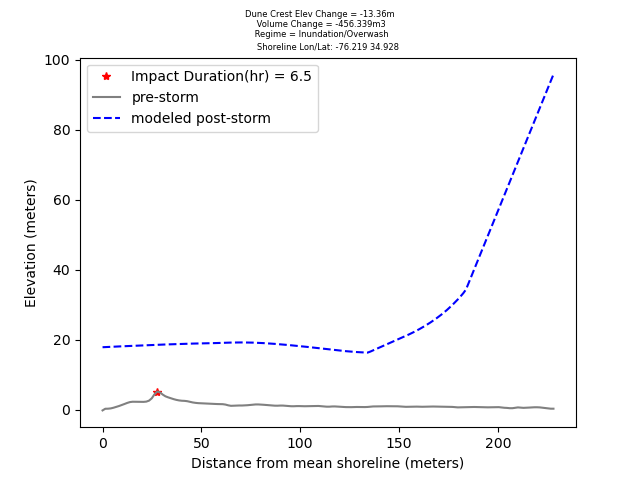 Dune Crest Elev Change = -13.36m
Volume Change = -456.339m3
Regime = Inundation/Overwash
Shoreline Lon/Lat: -76.219 34.928
Impact Duration(hr) = 6.5
pre-storm
modeled post-storm
100
80
60
40
20
0
Elevation (meters)
0 50 100 150 200
Distance from mean shoreline (meters)